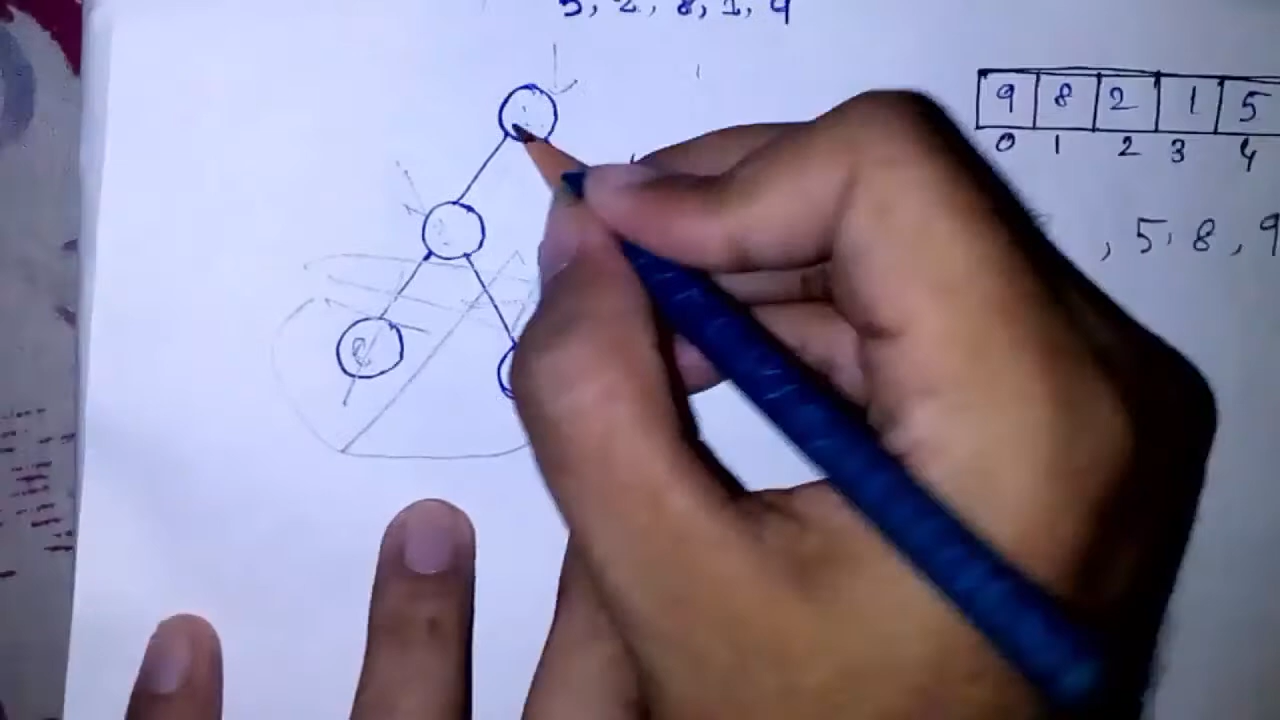 5, 2, 8, 1, 9
9 8 2 1 5
0 1 2 3 4
, 5, 8, 9